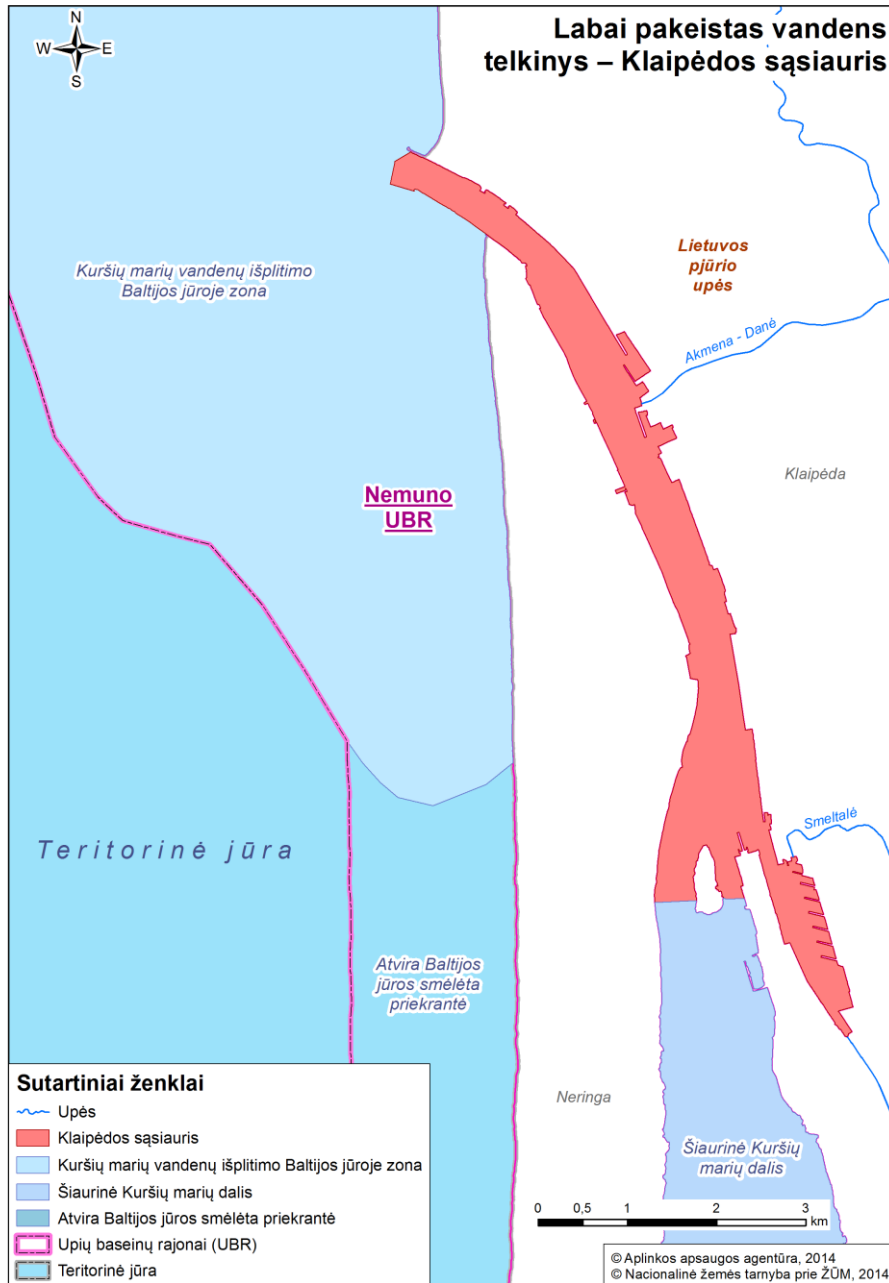 Labai pakeistas vandens
telkinys – Klaipėdos sąsiauris
N
W E
S
Kuršių marių vandenų išplitimo
Baltijos jūroje zona
Lietuvos
pjūrio
upės
Akmena - Danė
Klaipėda
Nemuno
UBR
Smeltalė
Teritorinė jūra
Atvira Baltijos
jūros smėlėta
priekrantė
Neringa
Šiaurinė Kuršių
marių dalis
Sutartiniai ženklai
Upės
Klaipėdos sąsiauris
Kuršių marių vandenų išplitimo Baltijos jūroje zona
Šiaurinė Kuršių marių dalis
Atvira Baltijos jūros smėlėta priekrantė
Upių baseinų rajonai (UBR)
Teritorinė jūra
0 0,5 1 2 3
km
© Aplinkos apsaugos agentūra, 2014
© Nacionalinė žemės tarnyba prie ŽŪM, 2014